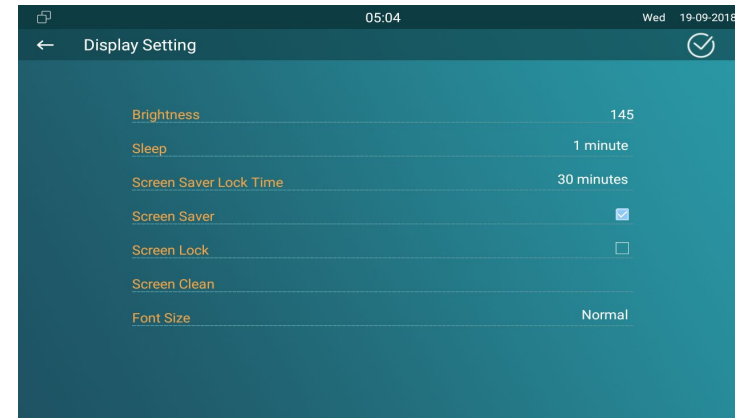 05:04 Wed 19-09-2018
Display Setting
Brightness 145
Sleep 1 minute
Screen Saver Lock Time 30 minutes
Screen Saver
Screen Lock
Screen Clean
Font Size Normal